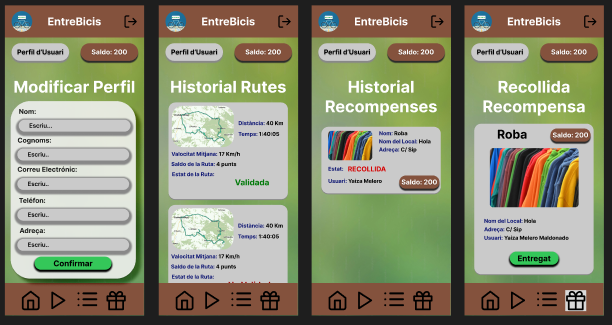 EntreBicis
Perfil d'Usuari
Saldo: 200
Modificar Perfil
Nom:
Escriu...
Cognoms:
Escriu..
Correu Electrónic:
Escriu..
Teléfon:
Escriu..
Adreça:
Escriu..
Confirmar
EntreBicis
Perfil d'Usuari
Saldo: 200
Historial Rutes
Distància: 40 Km
Temps: 1:40:05
Valocitat Mitjana: 17 Km/h
Saldo de la Ruta: 4 punts
Estat de la Ruta:
Validada
Distància: 40 Km
Temps: 1:40:05
Valocitat Mitjana: 17 Km/h
Saldo de la Ruta: 4 punts
Estat de la Ruta:
EntreBicis
Perfil d'Usuari
Saldo: 200
Historial
Recompenses
Nom: Roba
Nom del Local: Hola
Adreça: C/ Sip
Estat: RECOLLIDA
Usuari: Yaiza Melero
Saldo: 200
EntreBicis
Perfil d'Usuari
Saldo: 200
Recollida
Recompensa
Roba
Saldo: 200
Nom del Local: Hola
Adreça: C/ Sip
Usuari: Yaiza Melero Maldonado
Entregat